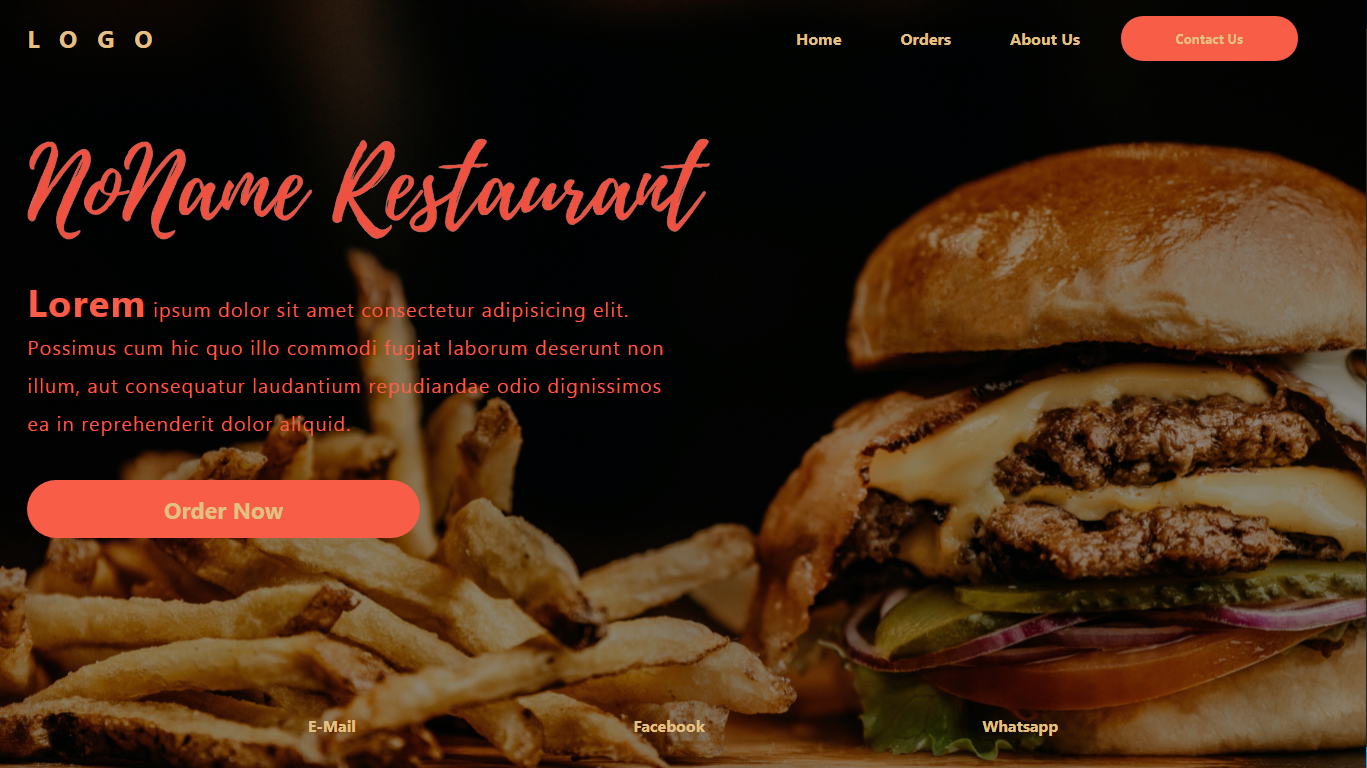 LOGO
Home
Orders
About Us
Contact Us
NoName Restaurant
Lorem ipsum dolor sit amet consectetur adipisicing elit.
Possimus cum hic quo illo commodi fugiat laborum deserunt non
illum, aut consequatur laudantium repudiandae odio dignissimos
ea in reprehenderit dolor aliquid.
Order Now
E-Mail
Facebook
Whatsapp